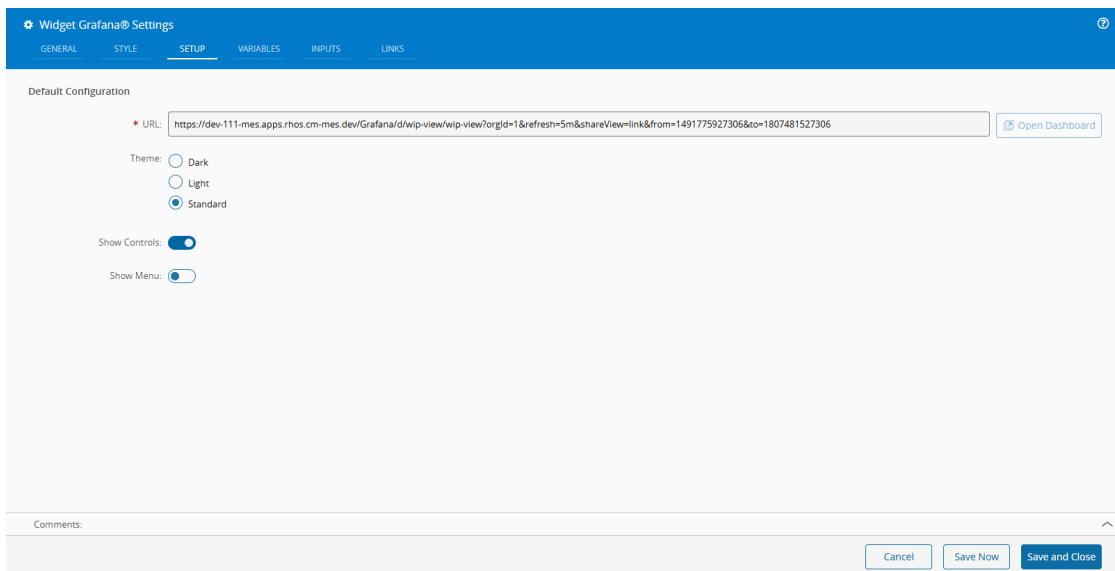 Widget Grafana® Settings
GENERAL STYLE SETUP VARIABLES INPUTS LINKS
Default Configuration
* URL: https://dev-111-mes.apps.rhos.cm-mes.dev/Grafana/d/wip-view/wip-view?orgId=1&refresh=5m&shareView=link&from=1491775927306&to=1807481527306 Open Dashboard
Theme: Dark
Light
Standard
Show Controls:
Show Menu:
Comments:
Cancel Save Now Save and Close